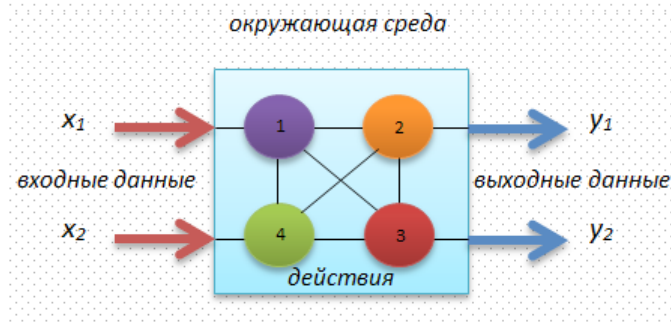 окружающая среда
x1
1
2
y1
входные данные
выходные данные
x2
4
3
y2
действия